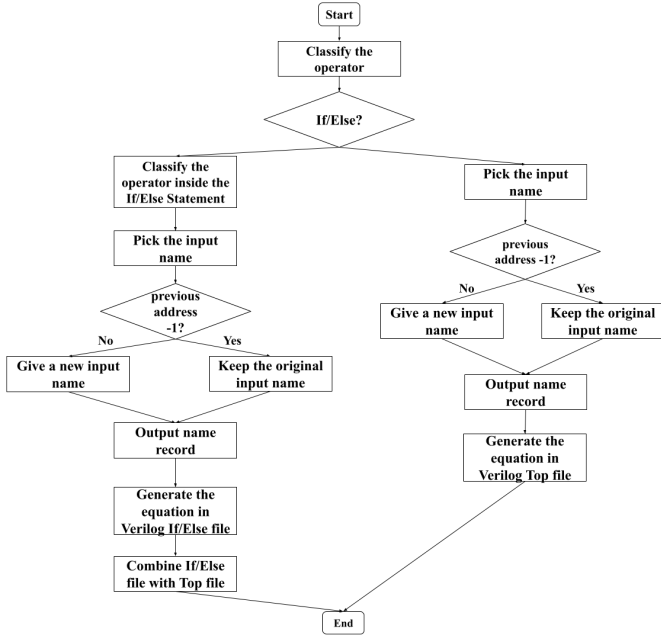 Start
Classify the
operator
If/Else?
Classify the
operator inside the
If/Else Statement
Pick the input
name
previous
address
-1?
No
Yes
Give a new input
name
Keep the original
input name
Output name
record
Generate the
equation in
Verilog If/Else file
Combine If/Else
file with Top file
Pick the input
name
previous
address -1?
No
Yes
Give a new input
name
Keep the original
input name
Output name
record
Generate the
equation in
Verilog Top file
End